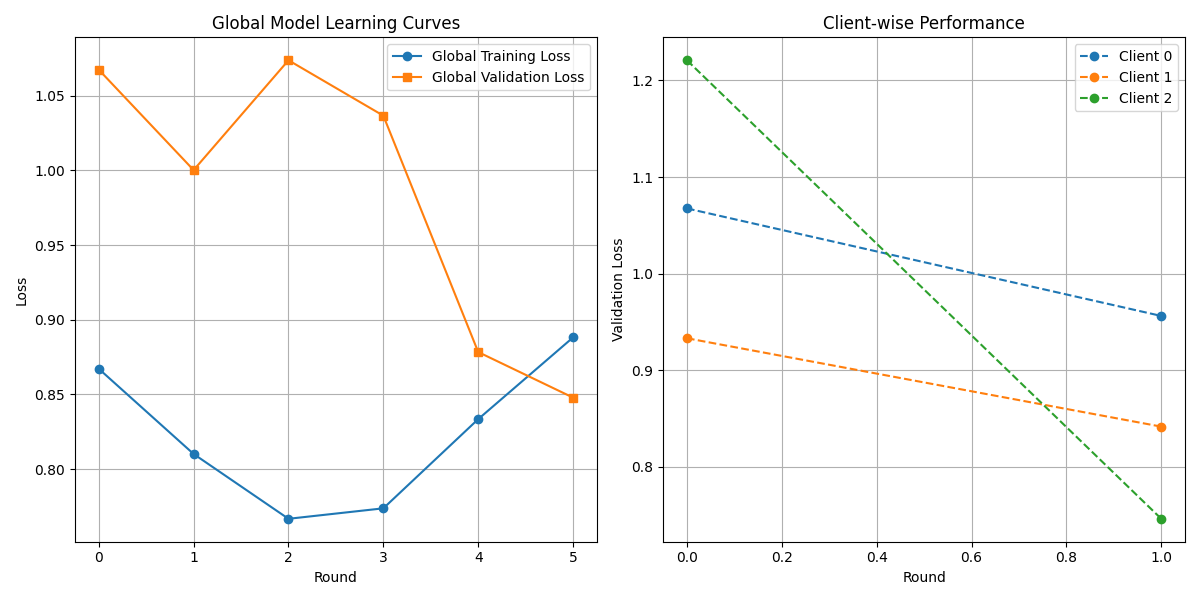 Global Model Learning Curves
Global Training Loss
Global Validation Loss
Loss
1.05
1.00
0.95
0.90
0.85
0.80
0 1 2 3 4 5
Round
Client-wise Performance
Client 0
Client 1
Client 2
Validation Loss
1.2
1.1
1.0
0.9
0.8
0.0 0.2 0.4 0.6 0.8 1.0
Round